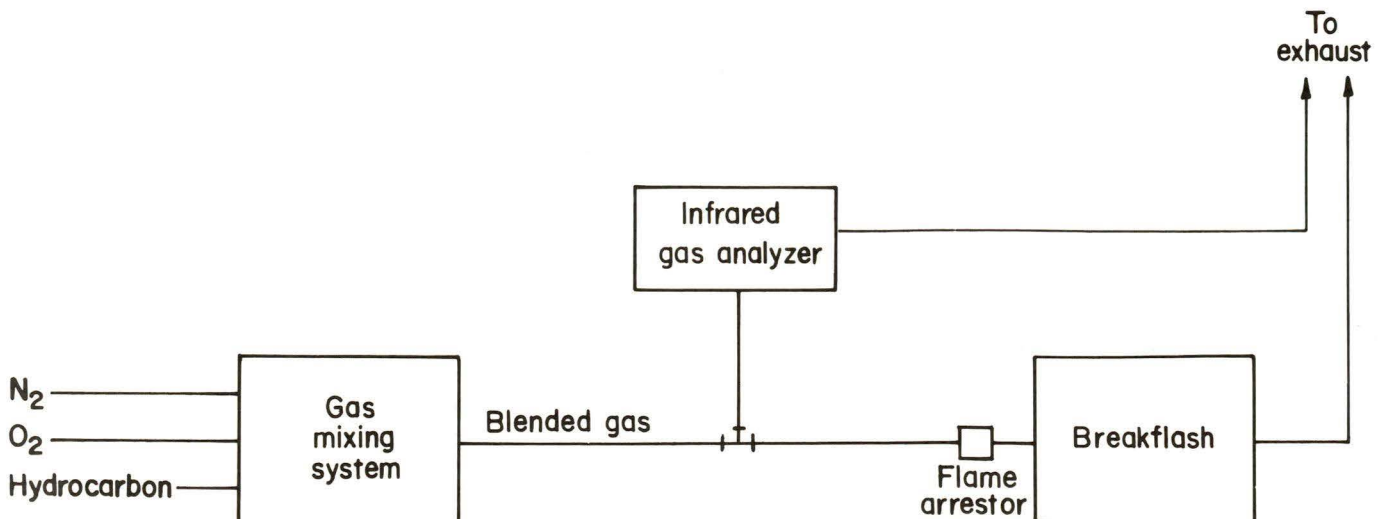 To
exhaust
Infrared
gas analyzer
N2
O2
Hydrocarbon
Gas
mixing
system
Blended gas
Flame
arrestor
Breakflash